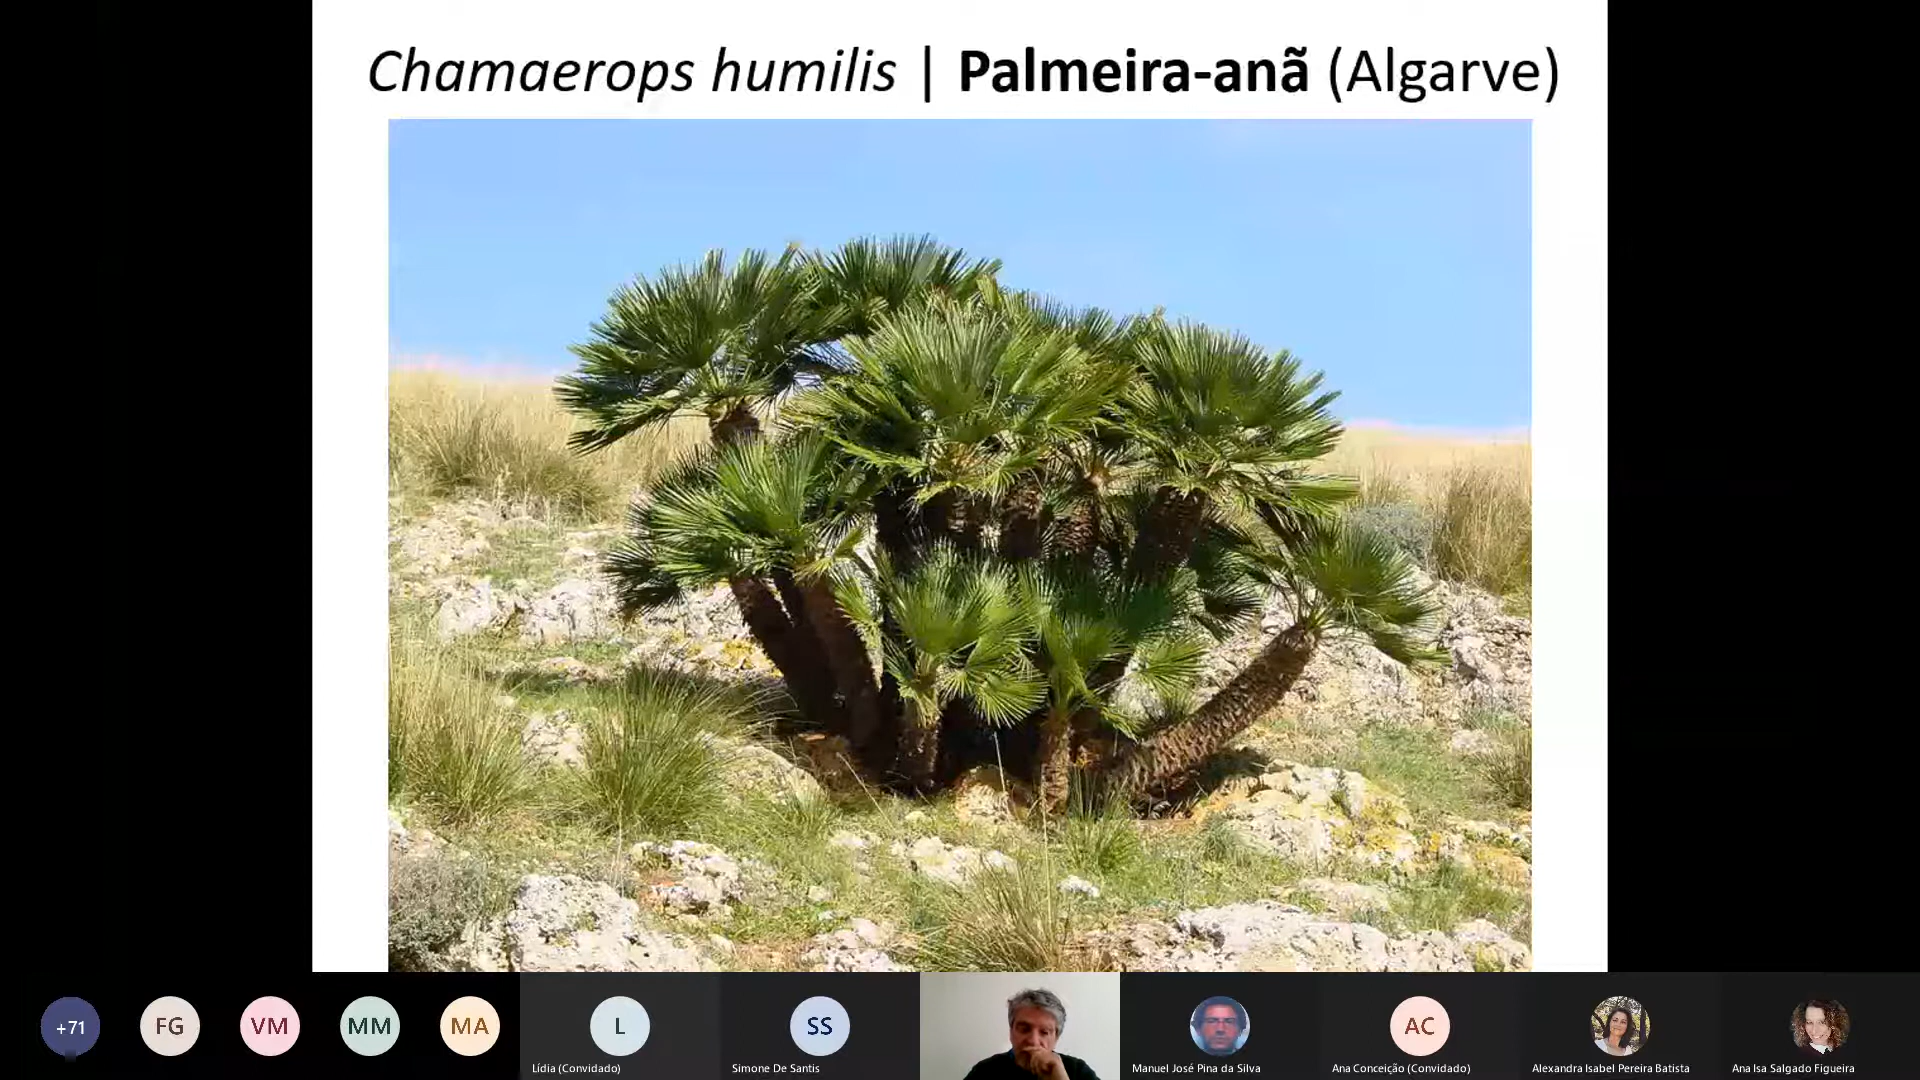 Chamaerops humilis | Palmeira-anã (Algarve)
+71
FG
VM
MM
MA
L
SS
AC
Lídia (Convidado)
Simone De Santis
Manuel José Pina da Silva
Ana Conceição (Convidado)
Alexandra Isabel Pereira Batista
Ana Isa Salgado Figueira